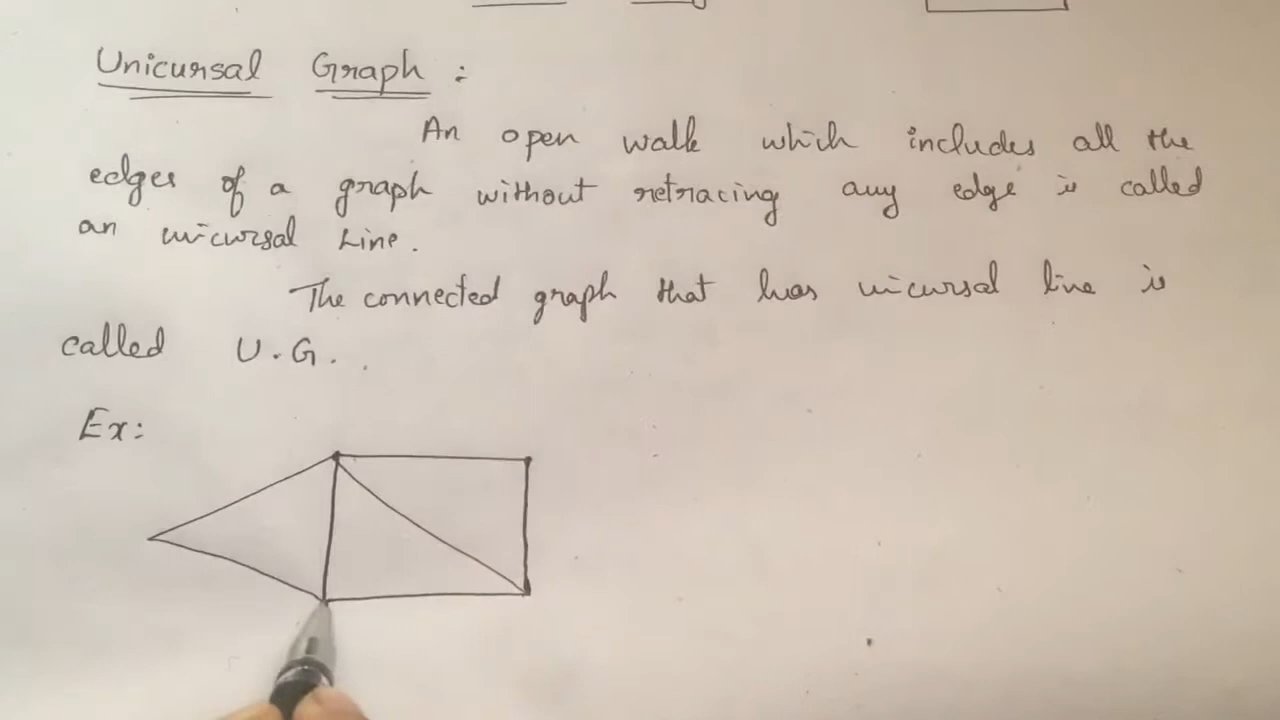 Unicursal Graph :
An open walk which includes all the
edges of a graph without retracing any edge is called
an unicursal Line.
The connected graph that has unicursal line is
called U.G.
Ex: